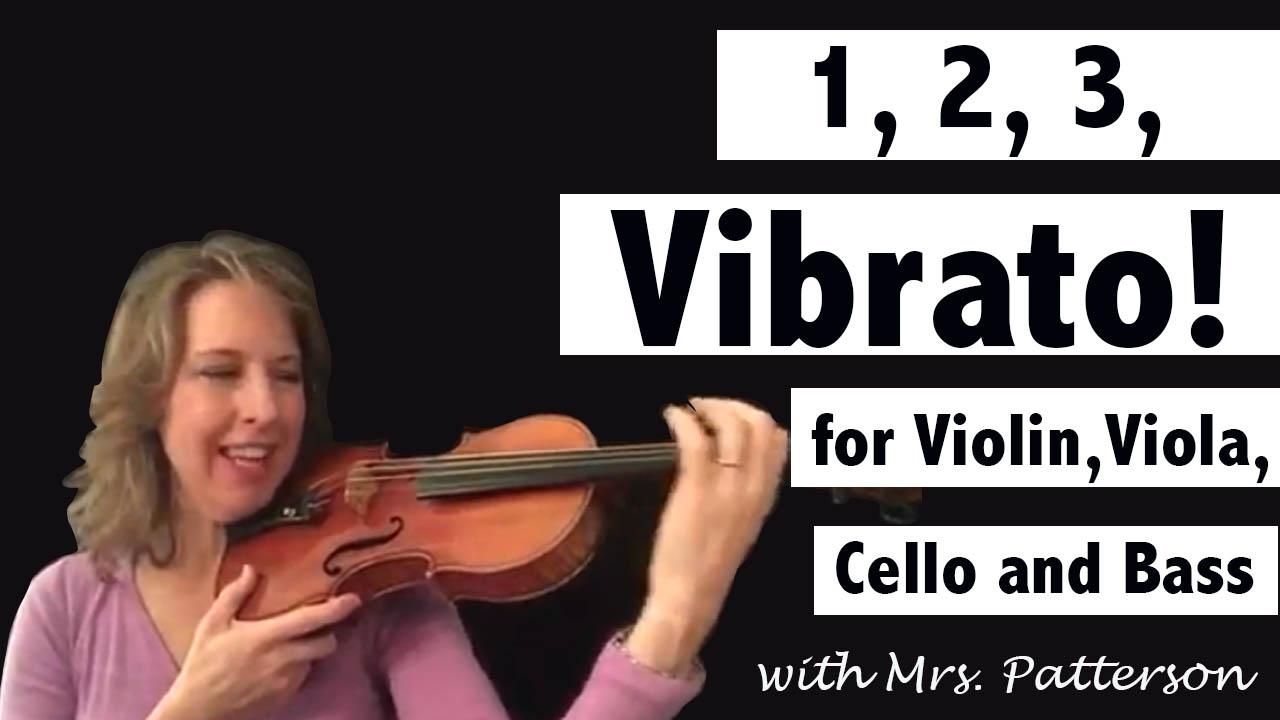 1, 2, 3,
Vibrato!
for Violin,Viola,
Cello and Bass
with Mrs. Patterson